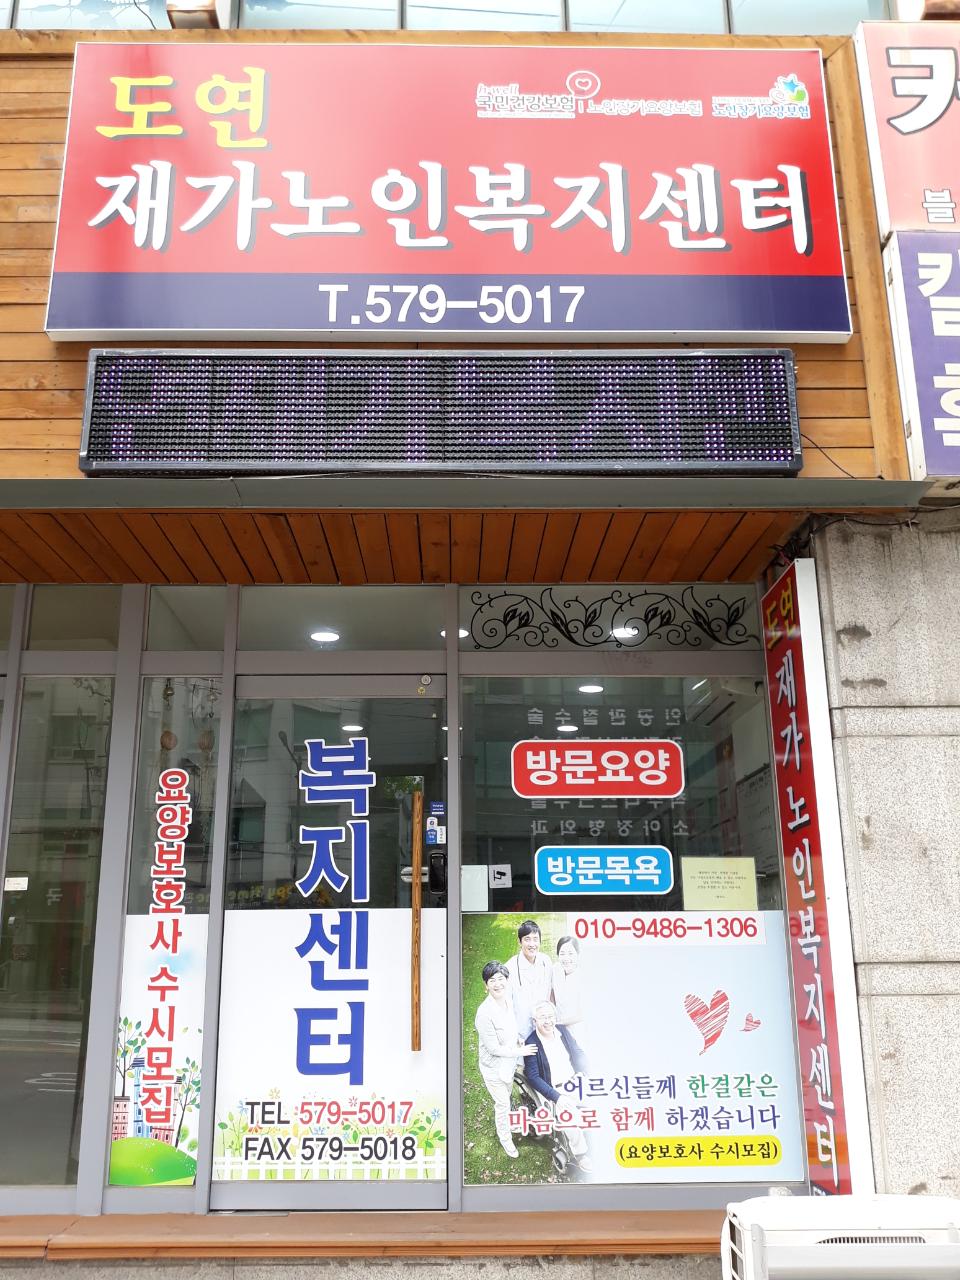 도연
h·well
국민건강보험 | 노인장기요양보험
노인장기요양보험
재가노인복지센터
T.579-5017
커
불
도연 재가노인복지센터
복지센터
요양보호사 수시모집
방문요양
방문목욕
010-9486-1306
어르신들께 한결같은
마음으로 함께 하겠습니다
(요양보호사 수시모집)
TEL 579-5017
FAX 579-5018